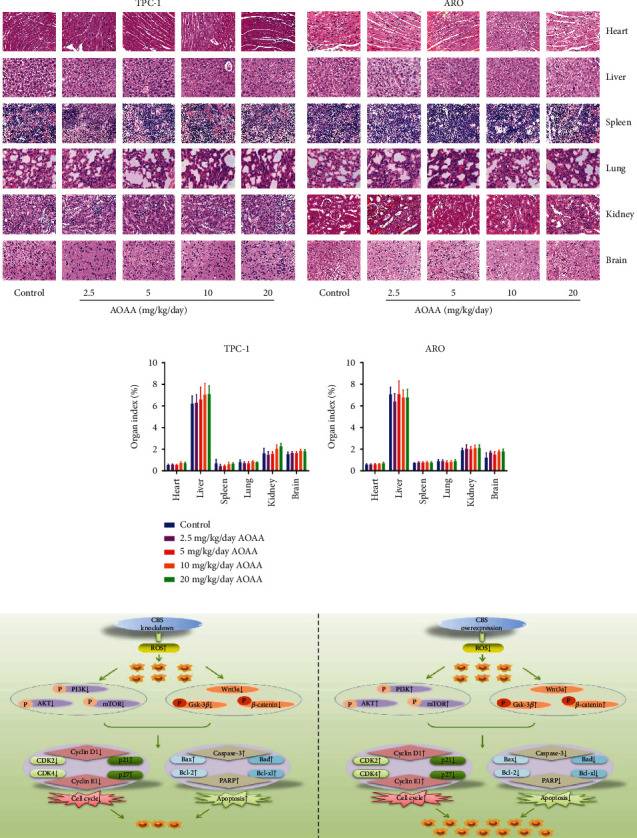 TPC-1 ARO
Heart
Liver
Spleen
Lung
Kidney
Brain
Control 2.5 5 10 20 Control 2.5 5 10 20
AOAA (mg/kg/day) AOAA (mg/kg/day)
TPC-1 ARO
Organ index (%) Organ index (%)
10 10
8 8
6 6
4 4
2 2
0 0
Heart Liver Spleen Lung Kidney Brain Heart Liver Spleen Lung Kidney Brain
Control
2.5 mg/kg/day AOAA
5 mg/kg/day AOAA
10 mg/kg/day AOAA
20 mg/kg/day AOAA
CBS knockdown
ROS↑
P PI3K↓
P AKT↓
P mTOR↓
Wnt3a↓
P Gsk-3β↓
P β-catenin↓
Cyclin D1↓
CDK2↓ p21↑
CDK4↓ p27↑
Cyclin E1↓
Cell cycle↓
Caspase-3↑
Bax↑ Bad↑
PARP↑
Apoptosis↑
CBS overexpression
ROS↓
P PI3K↑
P AKT↑
P mTOR↑
Wnt3a↑
P Gsk-3β↑
P β-catenin↑
Cyclin D1↑
CDK2↑ p21↓
CDK4↑ p27↓
Cyclin E1↑
Cell cycle↑
Caspase-3↓
Bax↓ Bad↓
Bcl-2↓ Bcl-xl↓
PARP↓
Apoptosis↓